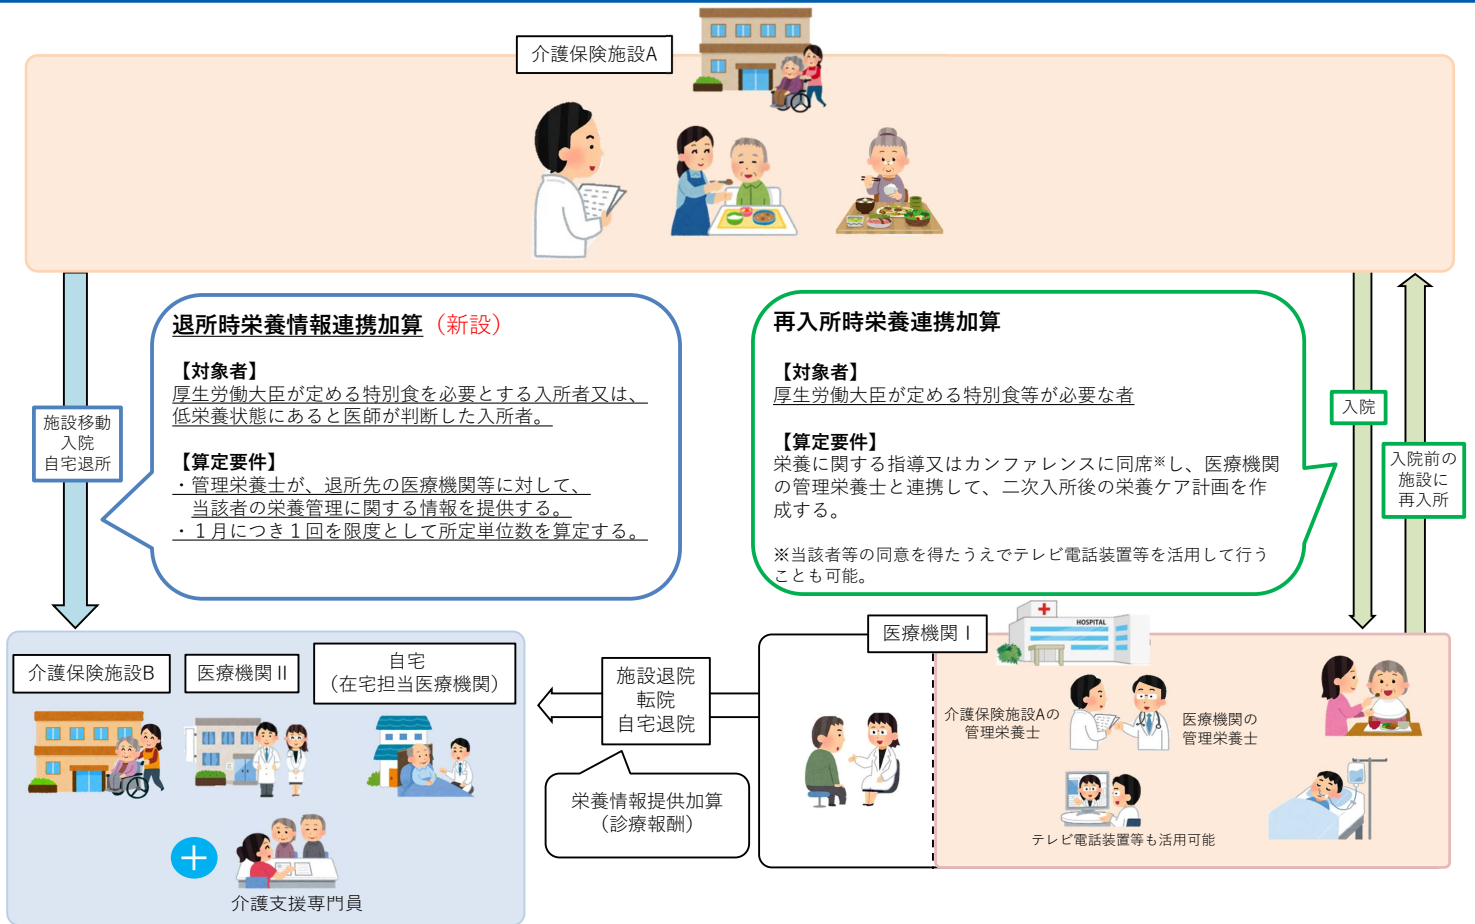 介護保険施設A
退所時栄養情報連携加算（新設）
【対象者】
厚生労働大臣が定める特別食を必要とする入所者又は、
低栄養状態にあると医師が判断した入所者。
【算定要件】
・管理栄養士が、退所先の医療機関等に対して、
当該者の栄養管理に関する情報を提供する。
・１月につき１回を限度として所定単位数を算定する。
施設移動
入院
自宅退所
再入所時栄養連携加算
【対象者】
厚生労働大臣が定める特別食等が必要な者
【算定要件】
栄養に関する指導又はカンファレンスに同席※し、医療機関
の管理栄養士と連携して、二次入所後の栄養ケア計画を作
成する。
※当該者等の同意を得たうえでテレビ電話装置等を活用して行う
ことも可能。
入院
入院前の
施設に
再入所
介護保険施設B
医療機関Ⅱ
自宅
（在宅担当医療機関）
介護支援専門員
施設退院
転院
自宅退院
栄養情報提供加算
（診療報酬）
医療機関Ⅰ
HOSPITAL
介護保険施設Aの
管理栄養士
医療機関の
管理栄養士
テレビ電話装置等も活用可能